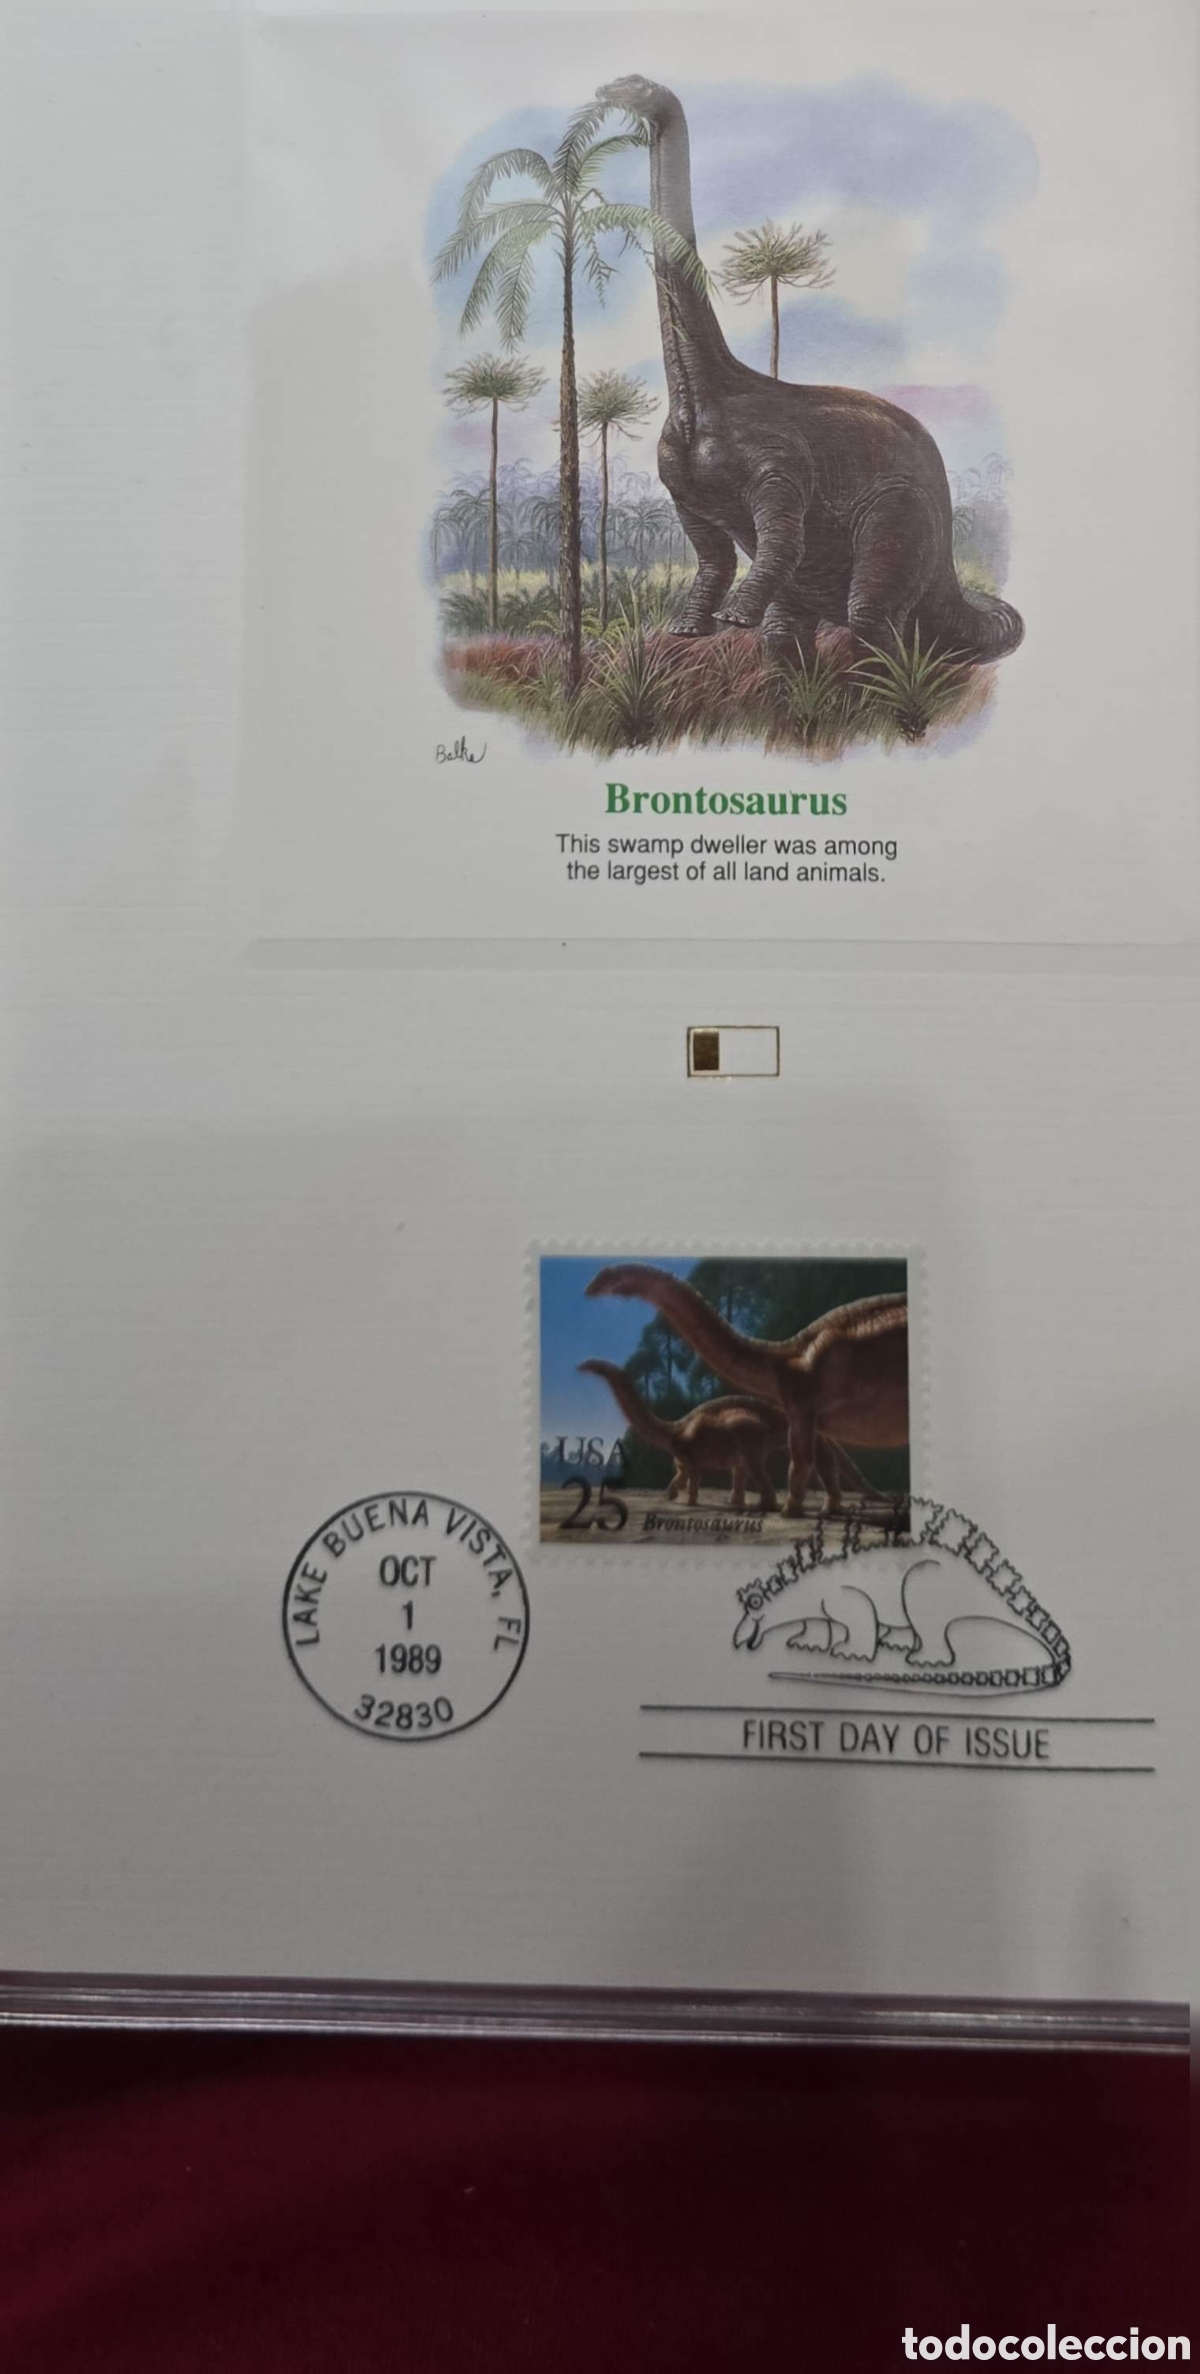 Balke
Brontosaurus
This swamp dweller was among
the largest of all land animals.
USA
25
Brontosaurus
LAKE BUENA VISTA, FL
OCT
1
1989
32830
FIRST DAY OF ISSUE
todocoleccion